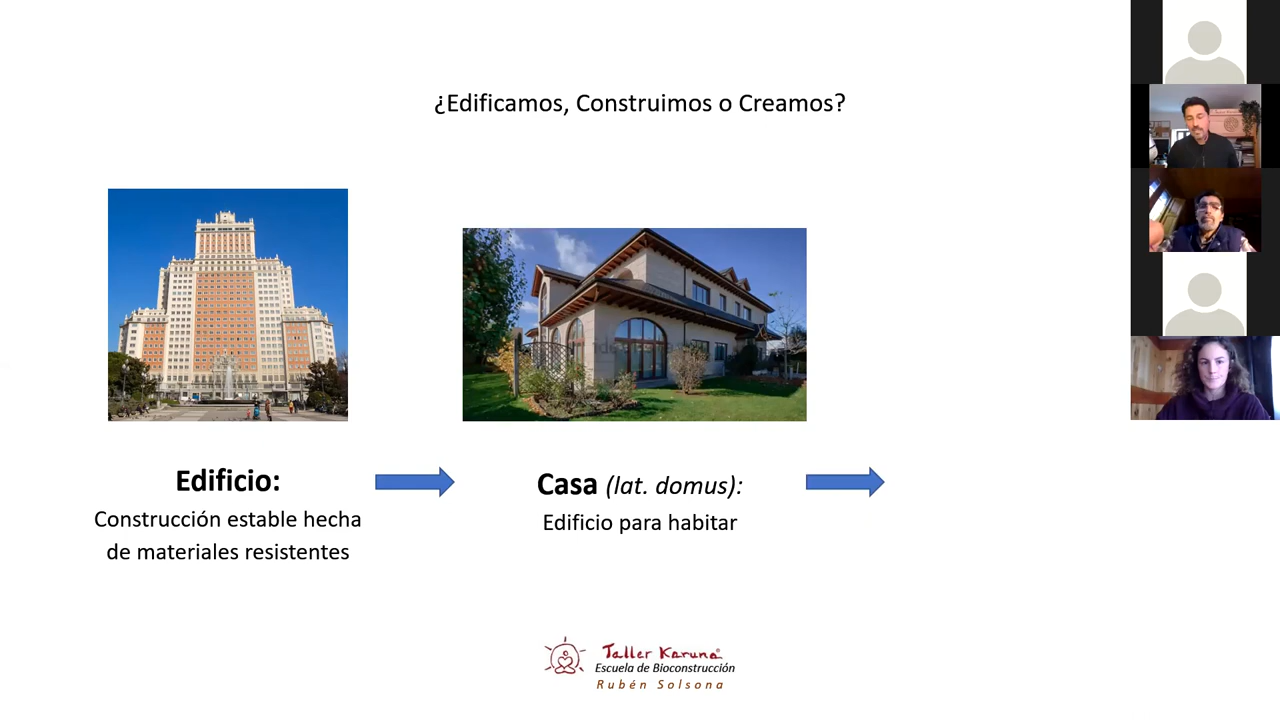 ¿Edificamos, Construimos o Creamos?
Edificio:
Construcción estable hecha
de materiales resistentes
Casa (lat. domus):
Edificio para habitar
Taller Karuna
Escuela de Bioconstrucción
Rubén Solsona